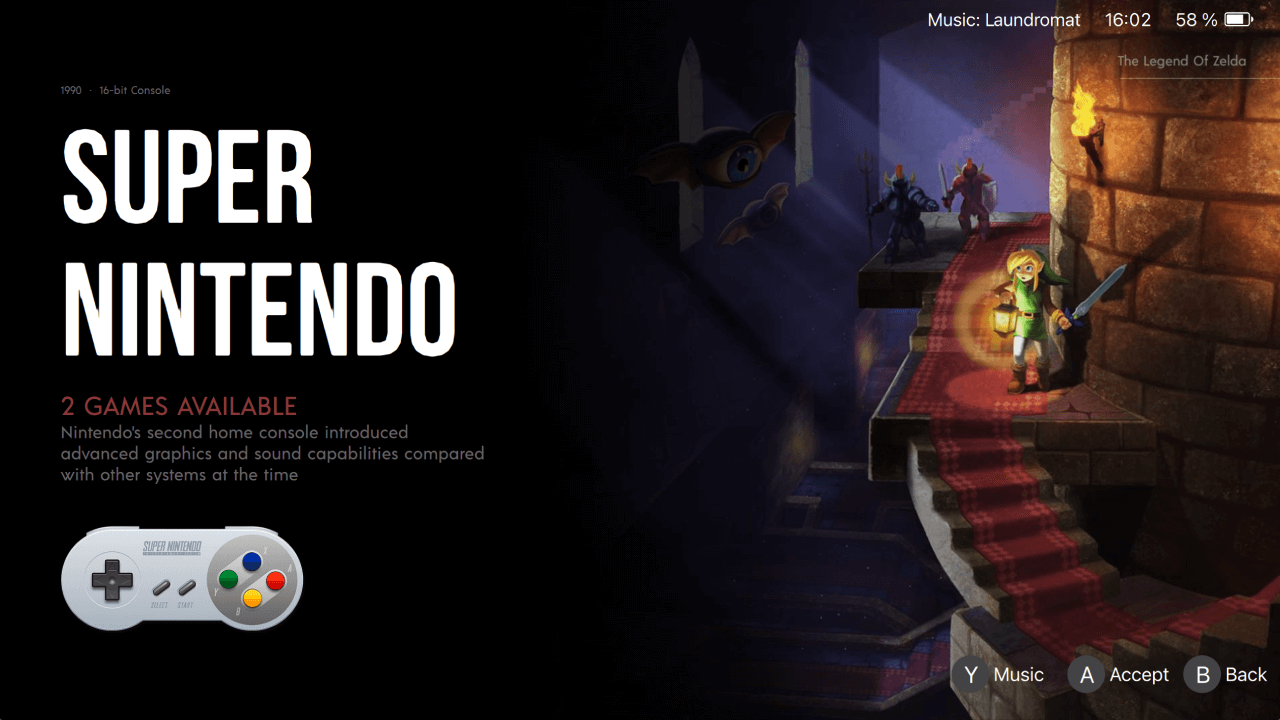 Music: Laundromat 16:02 58 %
The Legend Of Zelda
1990 · 16-bit Console
SUPER
NINTENDO
2 GAMES AVAILABLE
Nintendo's second home console introduced
advanced graphics and sound capabilities compared
with other systems at the time
SUPER NINTENDO
X
A
Y
B
SELECT START
Y Music A Accept B Back